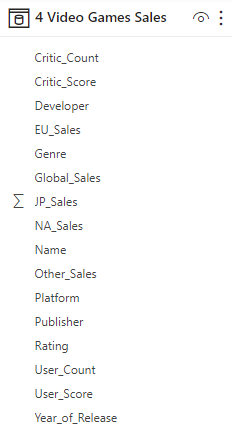 4 Video Games Sales
Critic_Count
Critic_Score
Developer
EU_Sales
Genre
Global_Sales
JP_Sales
NA_Sales
Name
Other_Sales
Platform
Publisher
Rating
User_Count
User_Score
Year_of_Release